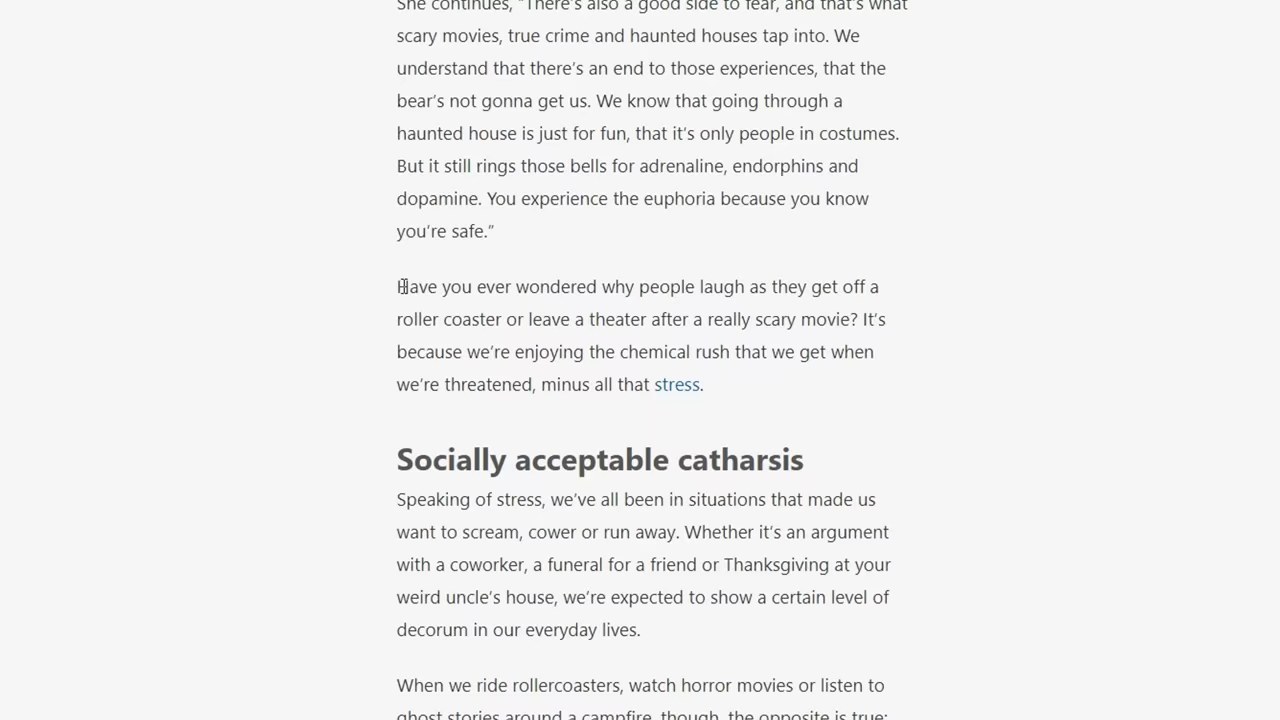 She continues, “There’s also a good side to fear, and that’s what
scary movies, true crime and haunted houses tap into. We
understand that there’s an end to those experiences, that the
bear’s not gonna get us. We know that going through a
haunted house is just for fun, that it’s only people in costumes.
But it still rings those bells for adrenaline, endorphins and
dopamine. You experience the euphoria because you know
you’re safe.”
Have you ever wondered why people laugh as they get off a
roller coaster or leave a theater after a really scary movie? It’s
because we’re enjoying the chemical rush that we get when
we’re threatened, minus all that stress.
Socially acceptable catharsis
Speaking of stress, we’ve all been in situations that made us
want to scream, cower or run away. Whether it’s an argument
with a coworker, a funeral for a friend or Thanksgiving at your
weird uncle’s house, we’re expected to show a certain level of
decorum in our everyday lives.
When we ride rollercoasters, watch horror movies or listen to
ghost stories around a campfire, though, the opposite is true: